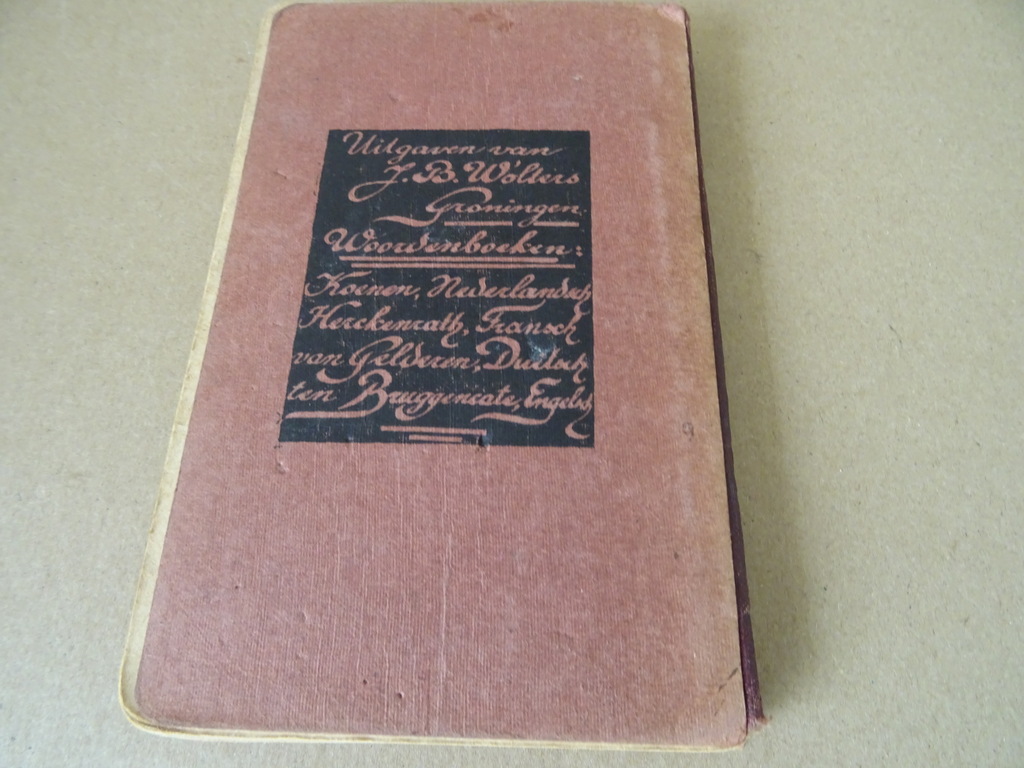 Uitgaven van
J. B. Wolters
Groningen.
Woordenboeken:
Koenen, Nederlandsch
Herckenrath, Fransch
van Gelderen, Duitsch
ten Bruggencate, Engelsch